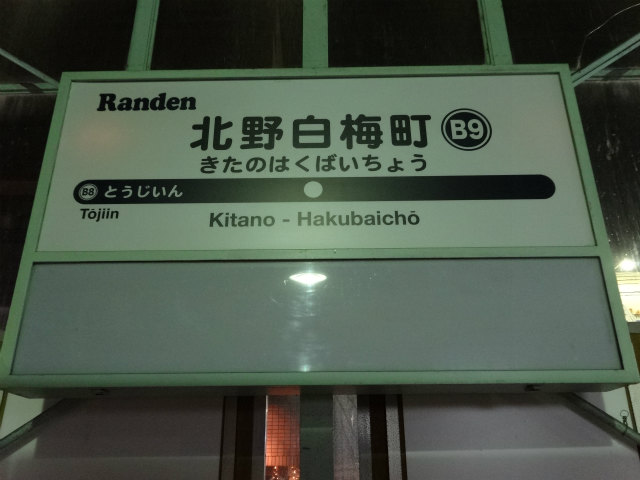 Randen
北野白梅町 B9
きたのはくばいちょう
B8 とうじいん
Tōjiin
Kitano - Hakubaichō